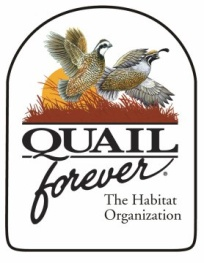 QUAIL
forever®
The Habitat
Organization